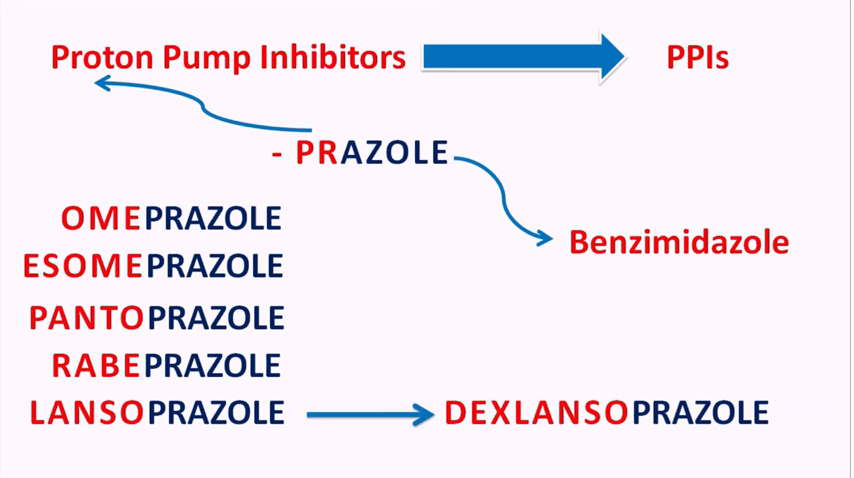 Proton Pump Inhibitors PPIs
- PRAZOLE
OMEPRAZOLE
Benzimidazole
ESOMEPRAZOLE
PANTOPRAZOLE
RABEPRAZOLE
LANSOPRAZOLE DEXLANSOPRAZOLE